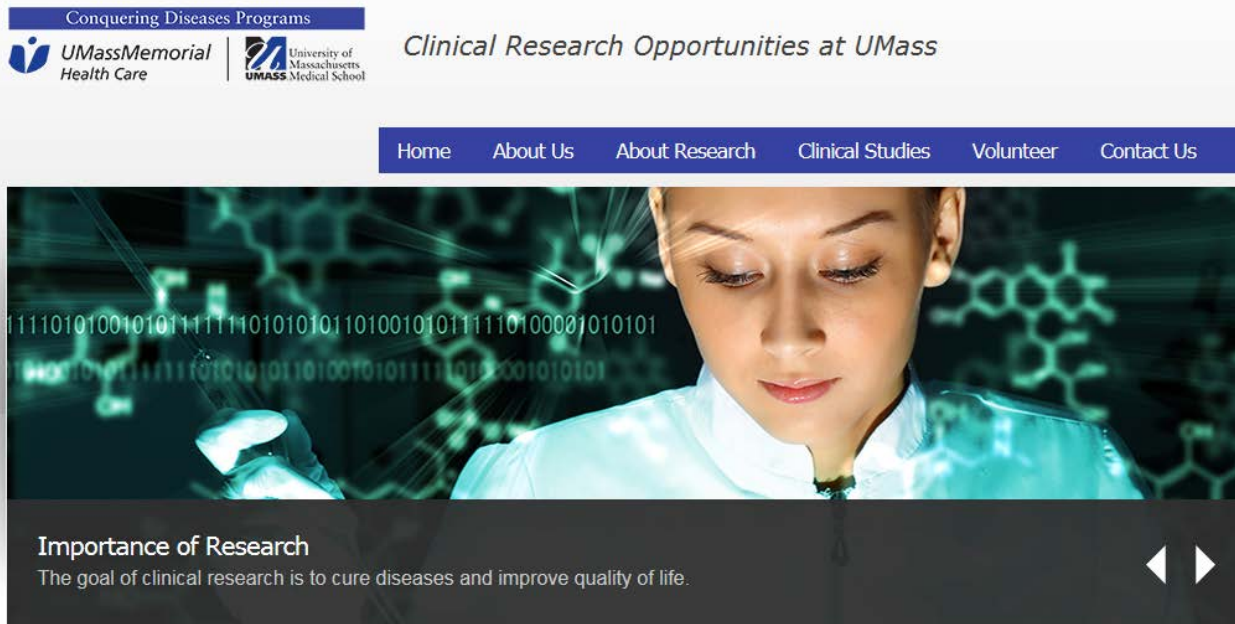 Conquering Diseases Programs
UMassMemorial
Health Care
University of
Massachusetts
UMASS Medical School
Clinical Research Opportunities at UMass
Home About Us About Research Clinical Studies Volunteer Contact Us
OH
OH
Importance of Research
The goal of clinical research is to cure diseases and improve quality of life.